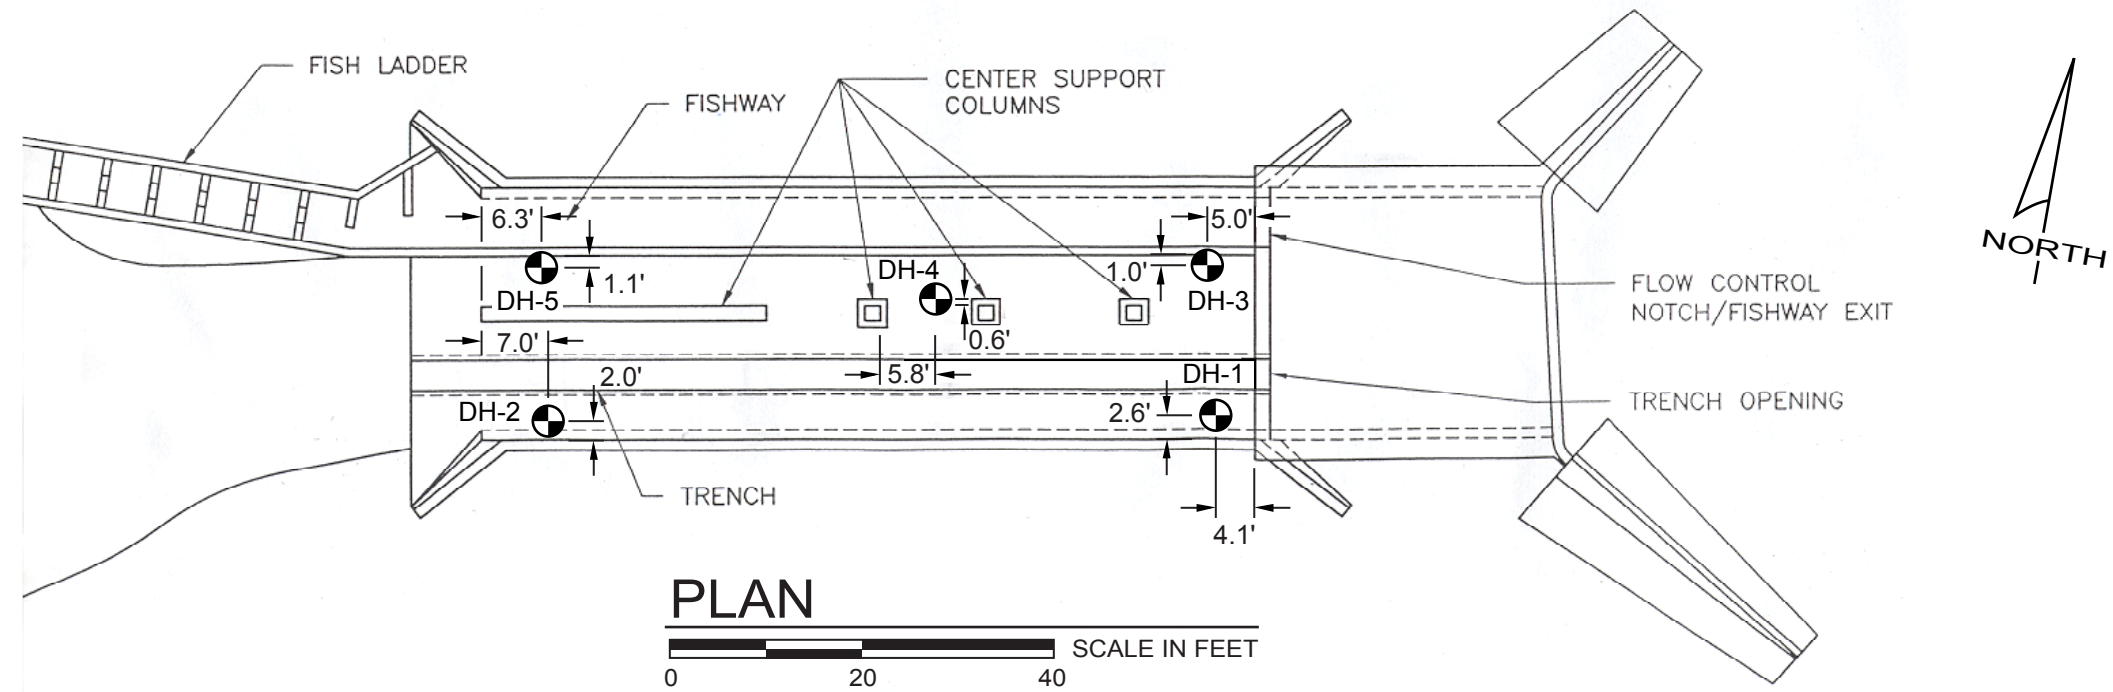 FISH LADDER
FISHWAY
CENTER SUPPORT
COLUMNS
NORTH
6.3'
5.0'
DH-4
1.1'
1.0'
DH-5
DH-3
FLOW CONTROL
NOTCH/FISHWAY EXIT
7.0'
0.6'
2.0'
5.8'
DH-1
DH-2
2.6'
TRENCH OPENING
TRENCH
4.1'
PLAN
SCALE IN FEET
0 20 40